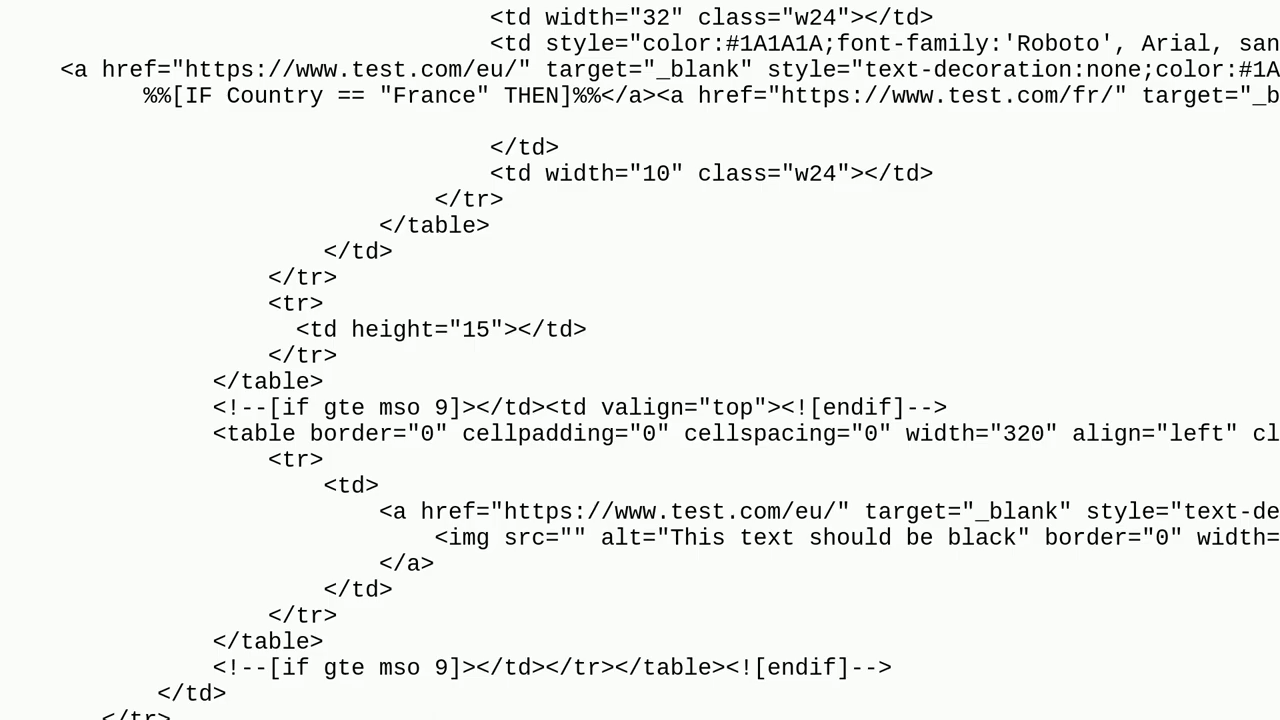 <td width="32" class="w24"></td>
<td style="color:#1A1A1A;font-family:'Roboto', Arial, san
<a href="https://www.test.com/eu/" target="_blank" style="text-decoration:none;color:#1A
%%[IF Country == "France" THEN]%%</a><a href="https://www.test.com/fr/" target="_b
</td>
<td width="10" class="w24"></td>
</tr>
</table>
</td>
</tr>
<tr>
<td height="15"></td>
</tr>
</table>
<!--[if gte mso 9]></td><td valign="top"><![endif]-->
<table border="0" cellpadding="0" cellspacing="0" width="320" align="left" cl
<tr>
<td>
<a href="https://www.test.com/eu/" target="_blank" style="text-de
<img src="" alt="This text should be black" border="0" width=
</a>
</td>
</tr>
</table>
<!--[if gte mso 9]></td></tr></table><![endif]-->
</td>
</tr>